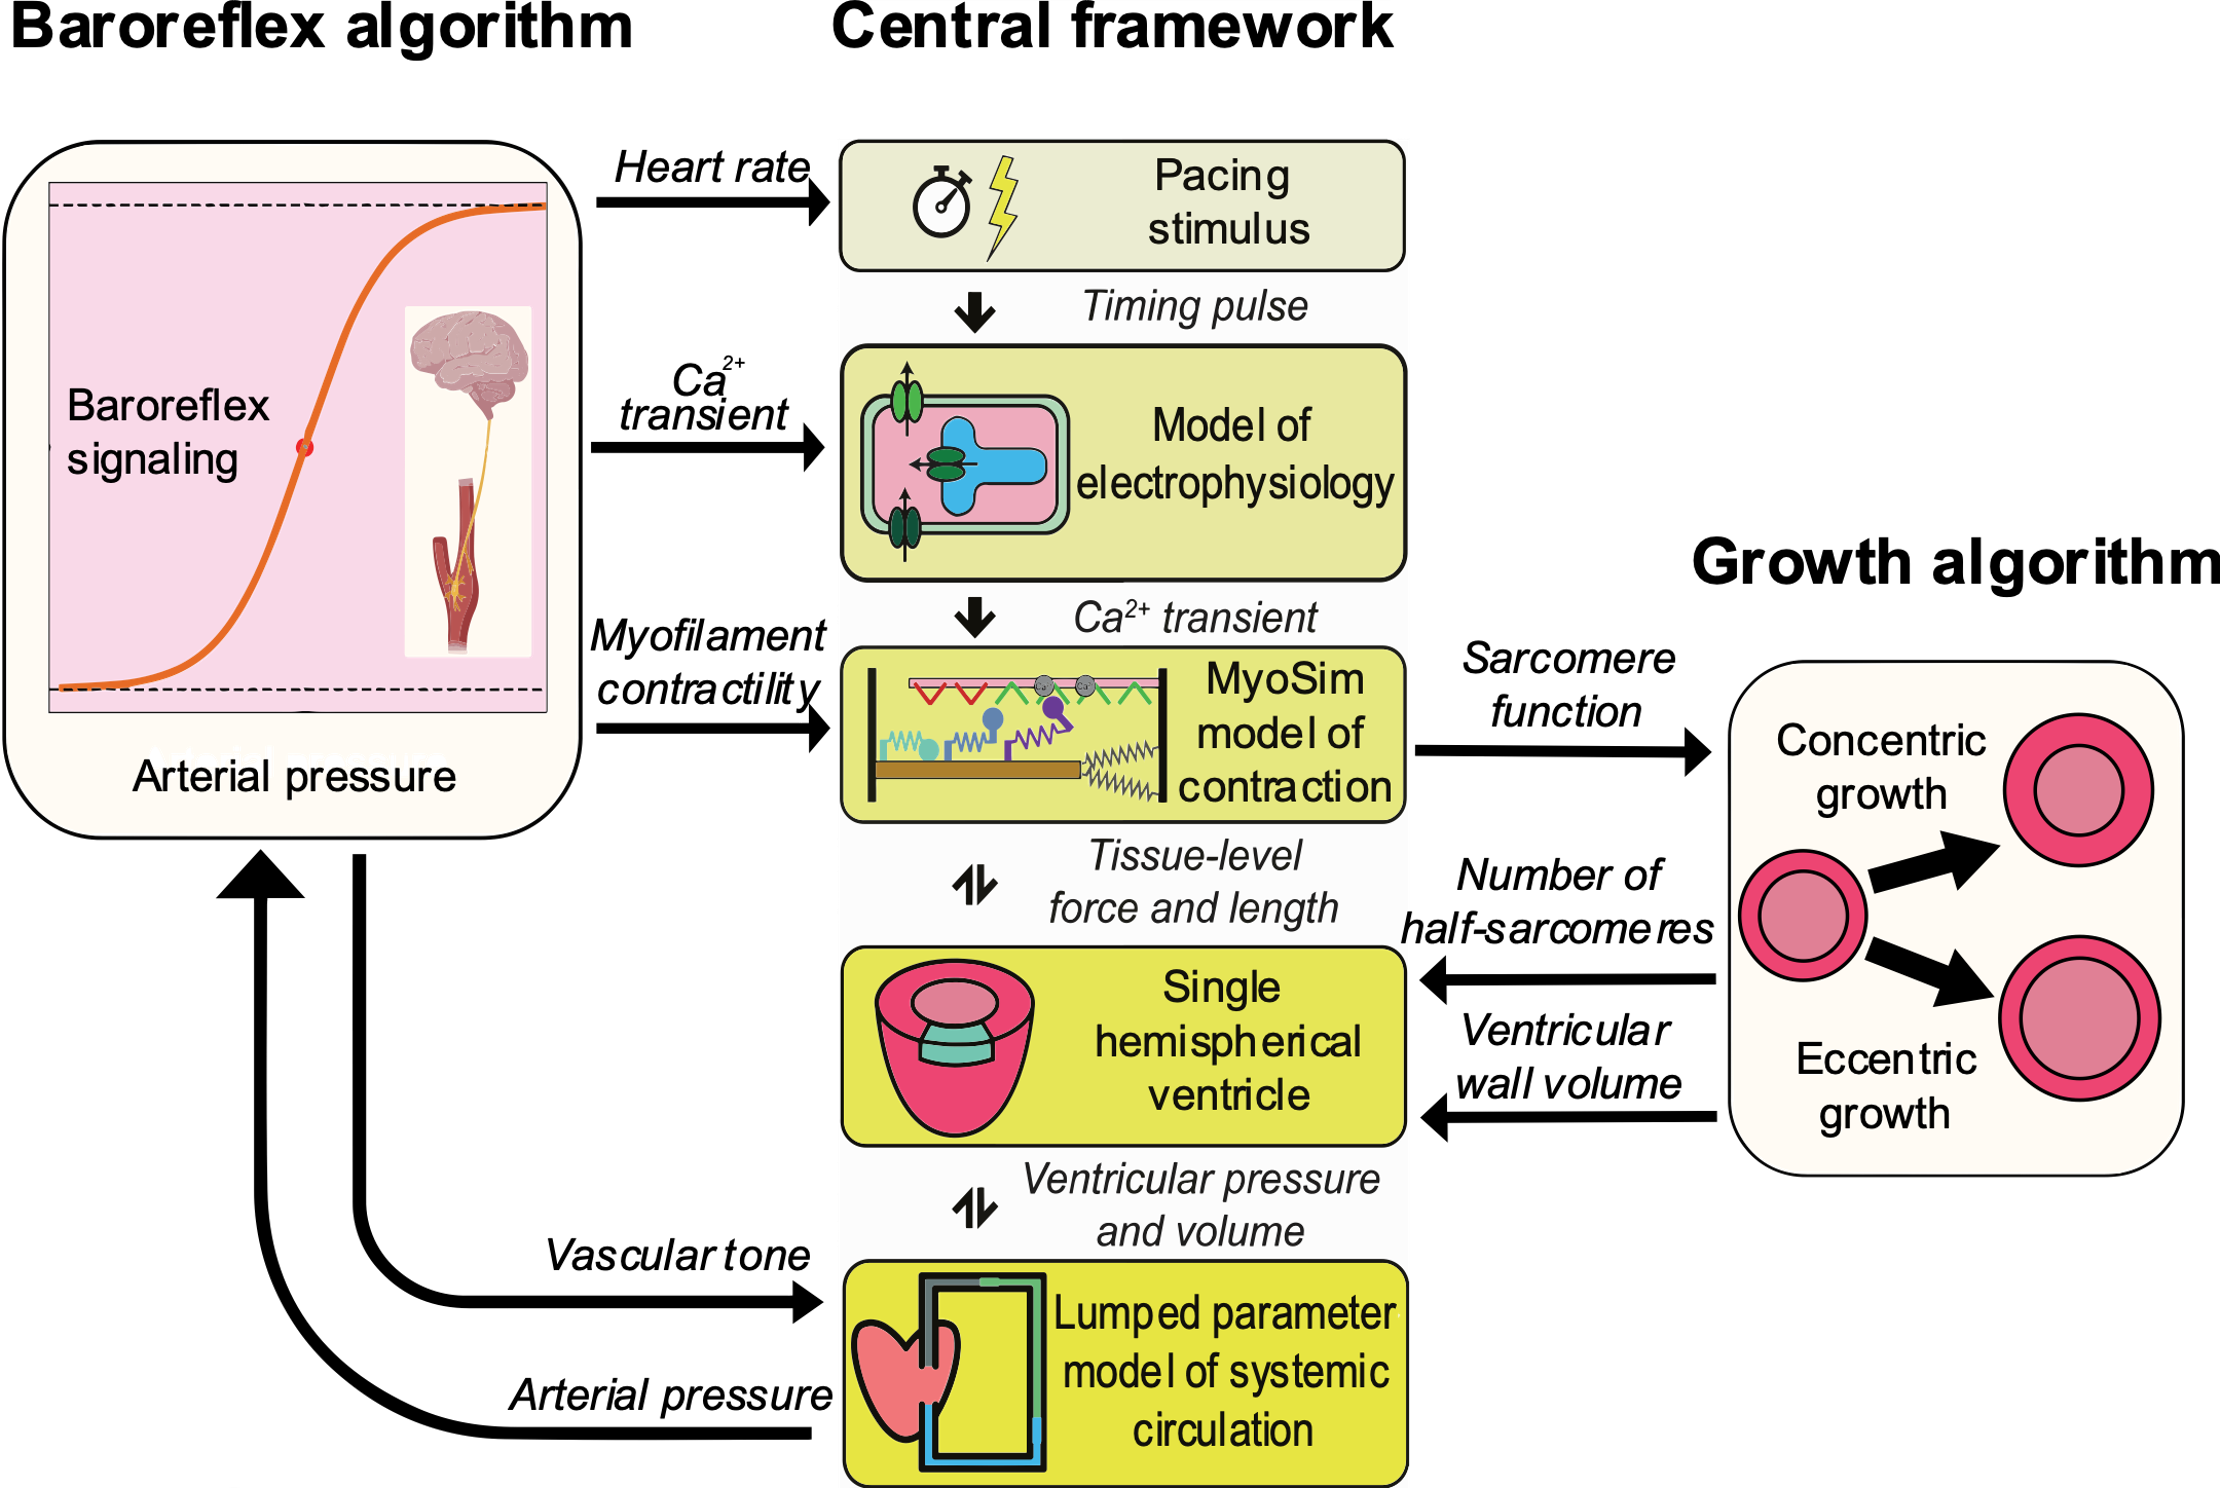 Baroreflex algorithm
Central framework
Heart rate
Pacing
stimulus
Timing pulse
Baroreflex
signaling
Ca2+
transient
Model of
electrophysiology
Ca2+ transient
Growth algorithm
Myofilament
contractility
Ca
Ca
MyoSim
model of
contraction
Sarcomere
function
Arterial pressure
Concentric
growth
Tissue-level
force and length
Number of
half-sarcomeres
Single
hemispherical
ventricle
Ventricular
wall volume
Eccentric
growth
Ventricular pressure
and volume
Vascular tone
Lumped parameter
model of systemic
circulation
Arterial pressure